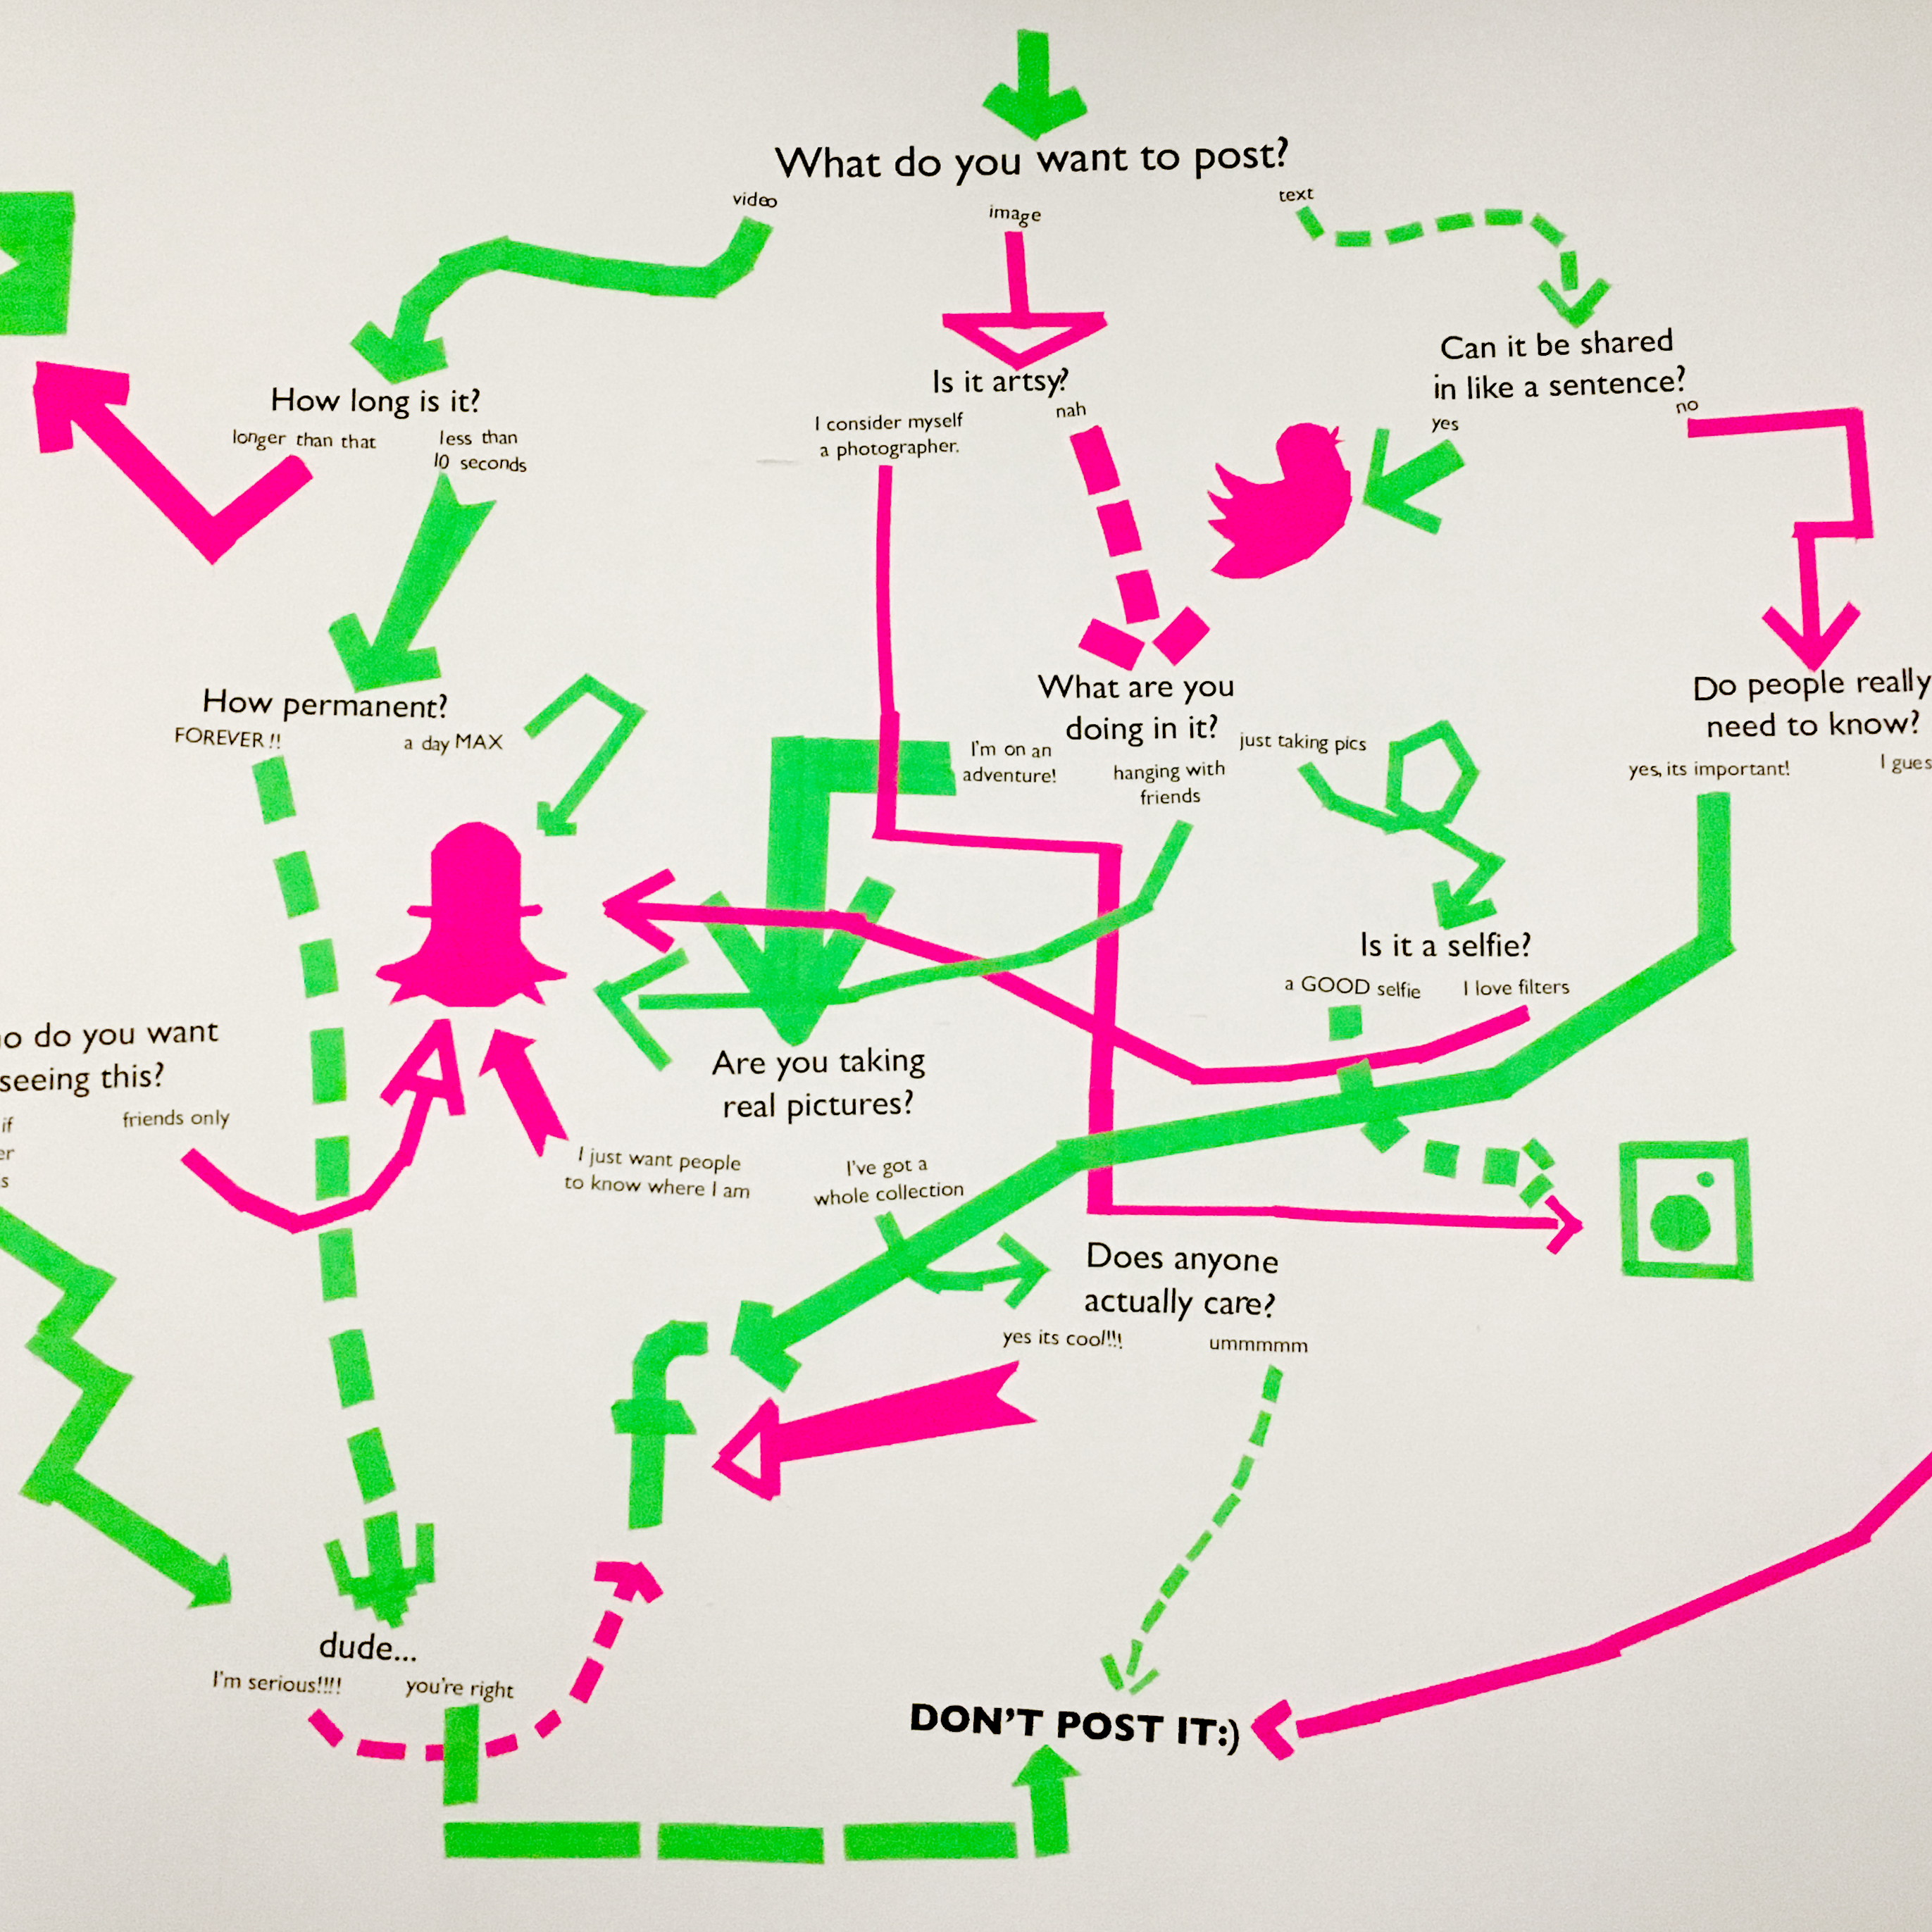 What do you want to post?
video
image
text
How long is it?
longer than that
less than
10 seconds
Is it artsy?
I consider myself
a photographer.
nah
Can it be shared
in like a sentence?
yes
no
How permanent?
FOREVER!!
a day MAX
What are you
doing in it?
I'm on an
adventure!
hanging with
friends
just taking pics
Do people really
need to know?
yes, its important!
I
Is it a selfie?
a GOOD selfie
I love filters
do you want
seeing this?
if
friends only
Are you taking
real pictures?
I just want people
to know where I am
I've got a
whole collection
Does anyone
actually care?
yes its cool!!!
ummmmm
f
dude...
I'm serious!!!!
you're right
DON'T POST IT:)